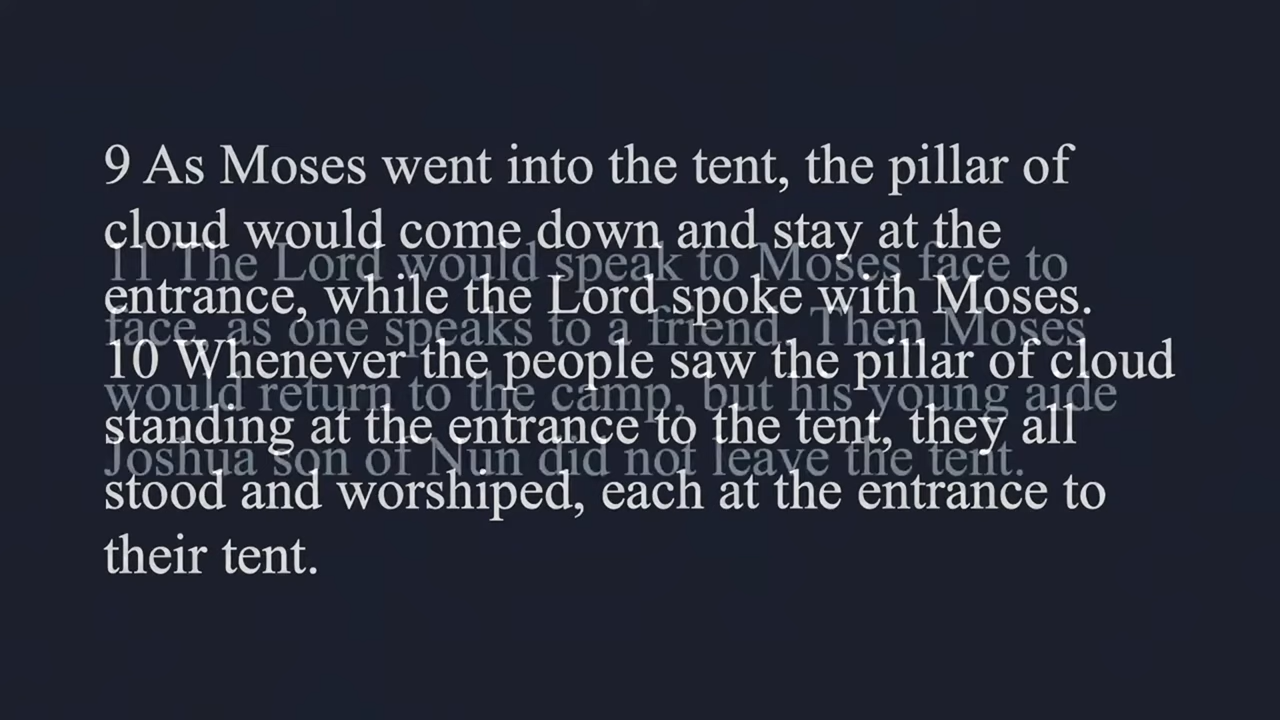 9 As Moses went into the tent, the pillar of
cloud would come down and stay at the
entrance, while the Lord spoke with Moses.
10 Whenever the people saw the pillar of cloud
standing at the entrance to the tent, they all
stood and worshiped, each at the entrance to
their tent.
11 The Lord would speak to Moses face to
face, as one speaks to a friend. Then Moses
would return to the camp, but his young aide
Joshua son of Nun did not leave the tent.